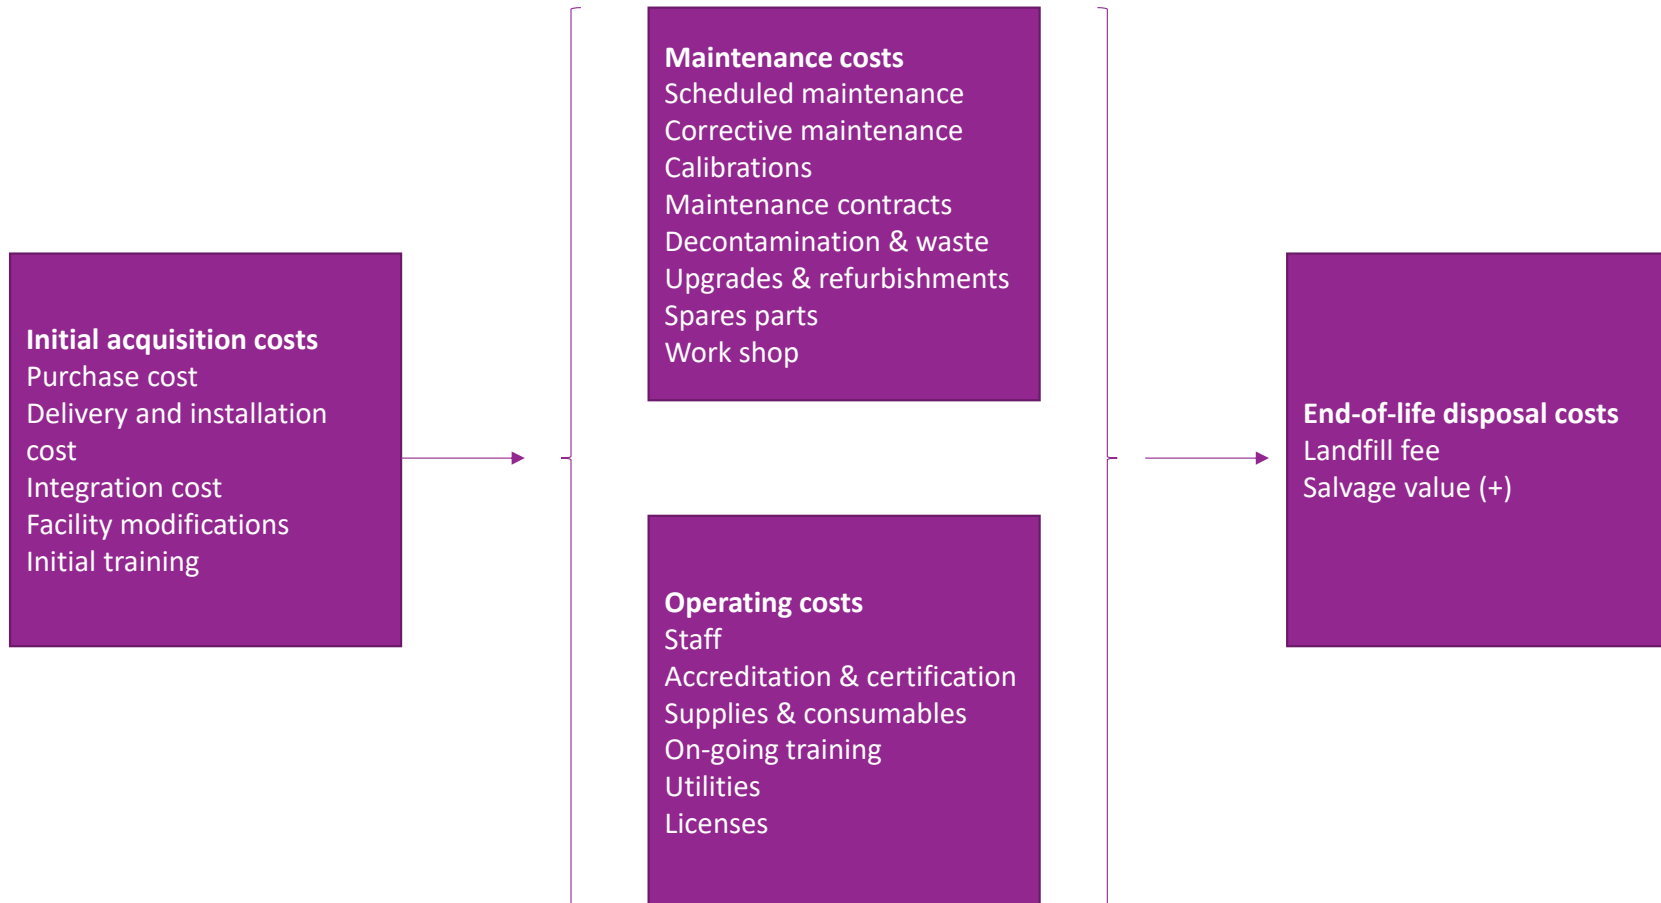 Initial acquisition costs
Purchase cost
Delivery and installation
cost
Integration cost
Facility modifications
Initial training
Maintenance costs
Scheduled maintenance
Corrective maintenance
Calibrations
Maintenance contracts
Decontamination & waste
Upgrades & refurbishments
Spares parts
Work shop
Operating costs
Staff
Accreditation & certification
Supplies & consumables
On-going training
Utilities
Licenses
End-of-life disposal costs
Landfill fee
Salvage value (+)